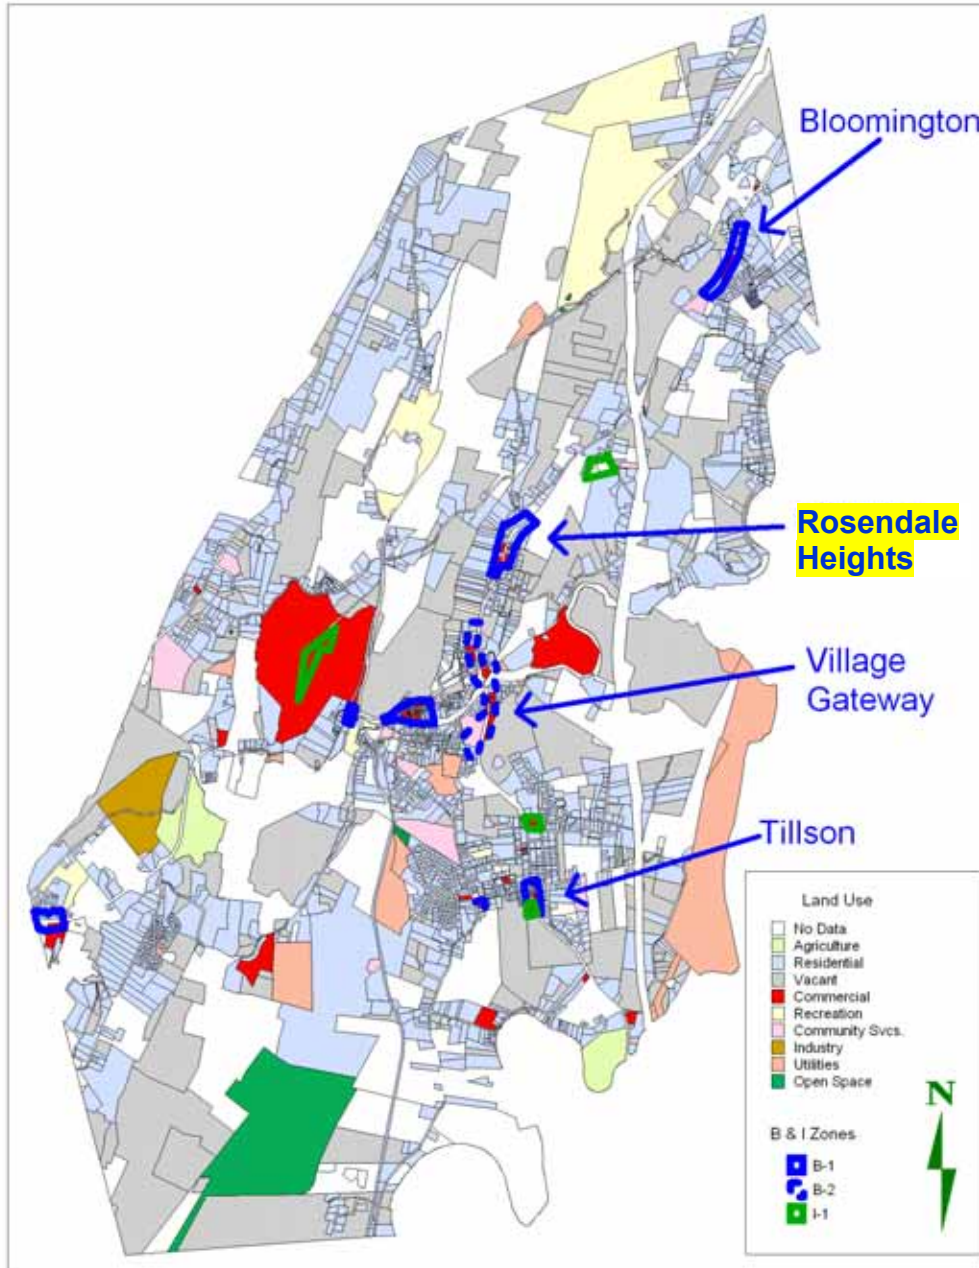 Bloomington
Rosendale
Heights
Village
Gateway
Tillson
Land Use
No Data
Agriculture
Residential
Vacant
Commercial
Recreation
Community Svcs.
Industry
Utilities
Open Space
N
B & I Zones
B-1
B-2
I-1